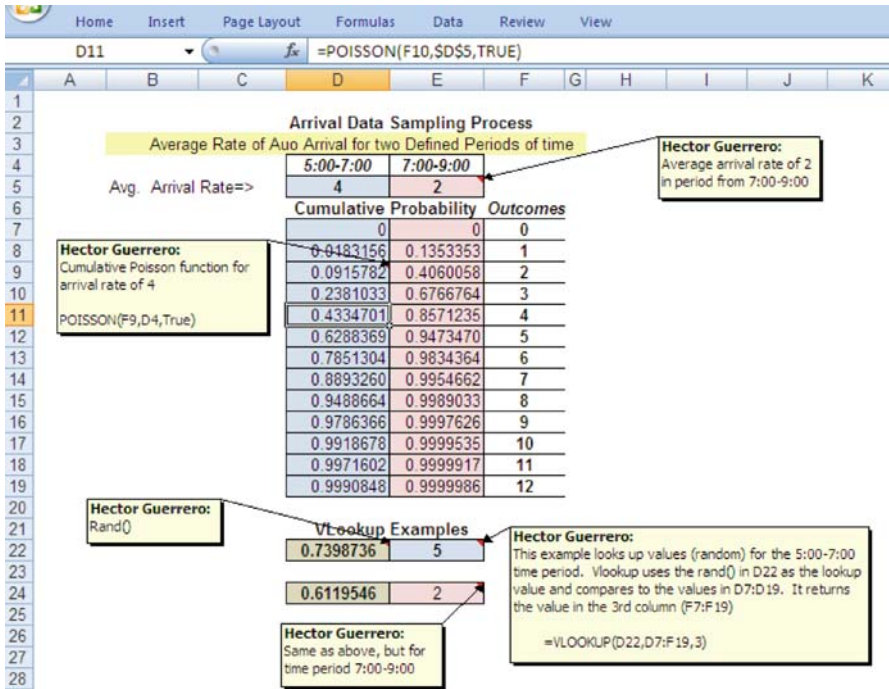 Home Insert Page Layout Formulas Data Review View
D11 fx =POISSON(F10,$D$5,TRUE)
A B C D E F G H I J K
1
2 Arrival Data Sampling Process
3 Average Rate of Auo Arrival for two Defined Periods of time
4 5:00-7:00 7:00-9:00
5 Avg. Arrival Rate=> 4 2
Hector Guerrero:
Average arrival rate of 2
in period from 7:00-9:00
6 Cumulative Probability Outcomes
7 0 0 0
8 0.0183156 0.1353353 1
9 0.0915782 0.4060058 2
10 0.2381033 0.6766764 3
11 0.4334701 0.8571235 4
12 0.6288369 0.9473470 5
13 0.7851304 0.9834364 6
14 0.8893260 0.9954662 7
15 0.9488664 0.9989033 8
16 0.9786366 0.9997626 9
17 0.9918678 0.9999535 10
18 0.9971602 0.9999917 11
19 0.9990848 0.9999986 12
Hector Guerrero:
Cumulative Poisson function for
arrival rate of 4
POISSON(F9,D4,True)
20
21 VLookup Examples
22 0.7398736 5
23
24 0.6119546 2
25
26
27
28
Hector Guerrero:
Rand()
Hector Guerrero:
This example looks up values (random) for the 5:00-7:00
time period. Vlookup uses the rand() in D22 as the lookup
value and compares to the values in D7:D19. It returns
the value in the 3rd column (F7:F19)
=VLOOKUP(D22,D7:F19,3)
Hector Guerrero:
Same as above, but for
time period 7:00-9:00